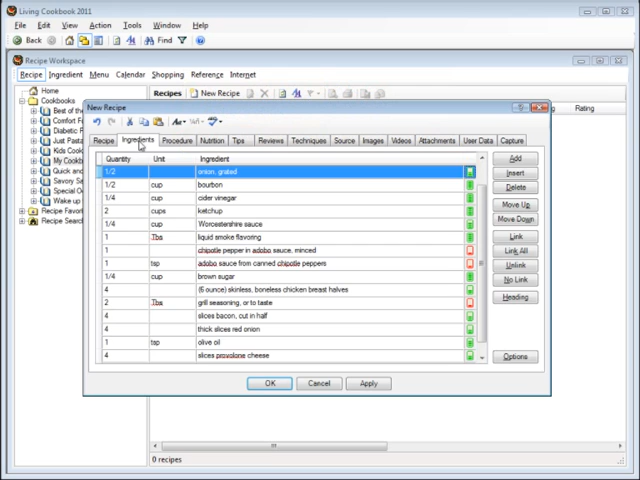 Living Cookbook 2011
File Edit View Action Tools Window Help
Back Find
Recipe Workspace
Recipe Ingredient Menu Calendar Shopping Reference Internet
Home
Cookbooks
Best of the
Comfort F
Diabetic F
Just Pasta
Kids Cook
My Cookb
Quick and
Special O
Savory Se
Wake up
Recipe Favori
Recipe Search
Recipes New Recipe
Rating
New Recipe
Recipe Ingredients Procedure Nutrition Tips Reviews Techniques Source Images Videos Attachments User Data Capture
Quantity Unit Ingredient
1/2 onion, grated
1/2 cup bourbon
1/4 cup cider vinegar
2 cups ketchup
1/4 cup Worcestershire sauce
1 Tbs liquid smoke flavoring
1 chipotle pepper in adobo sauce, minced
1 tsp adobo sauce from canned chipotle peppers
1/4 cup brown sugar
4 (6 ounce) skinless, boneless chicken breast halves
2 Tbs grill seasoning, or to taste
4 slices bacon, cut in half
4 thick slices red onion
1 tsp olive oil
4 slices provolone cheese
Add
Insert
Delete
Move Up
Move Down
Link
Link All
Unlink
No Link
Heading
Options
OK Cancel Apply
0 recipes